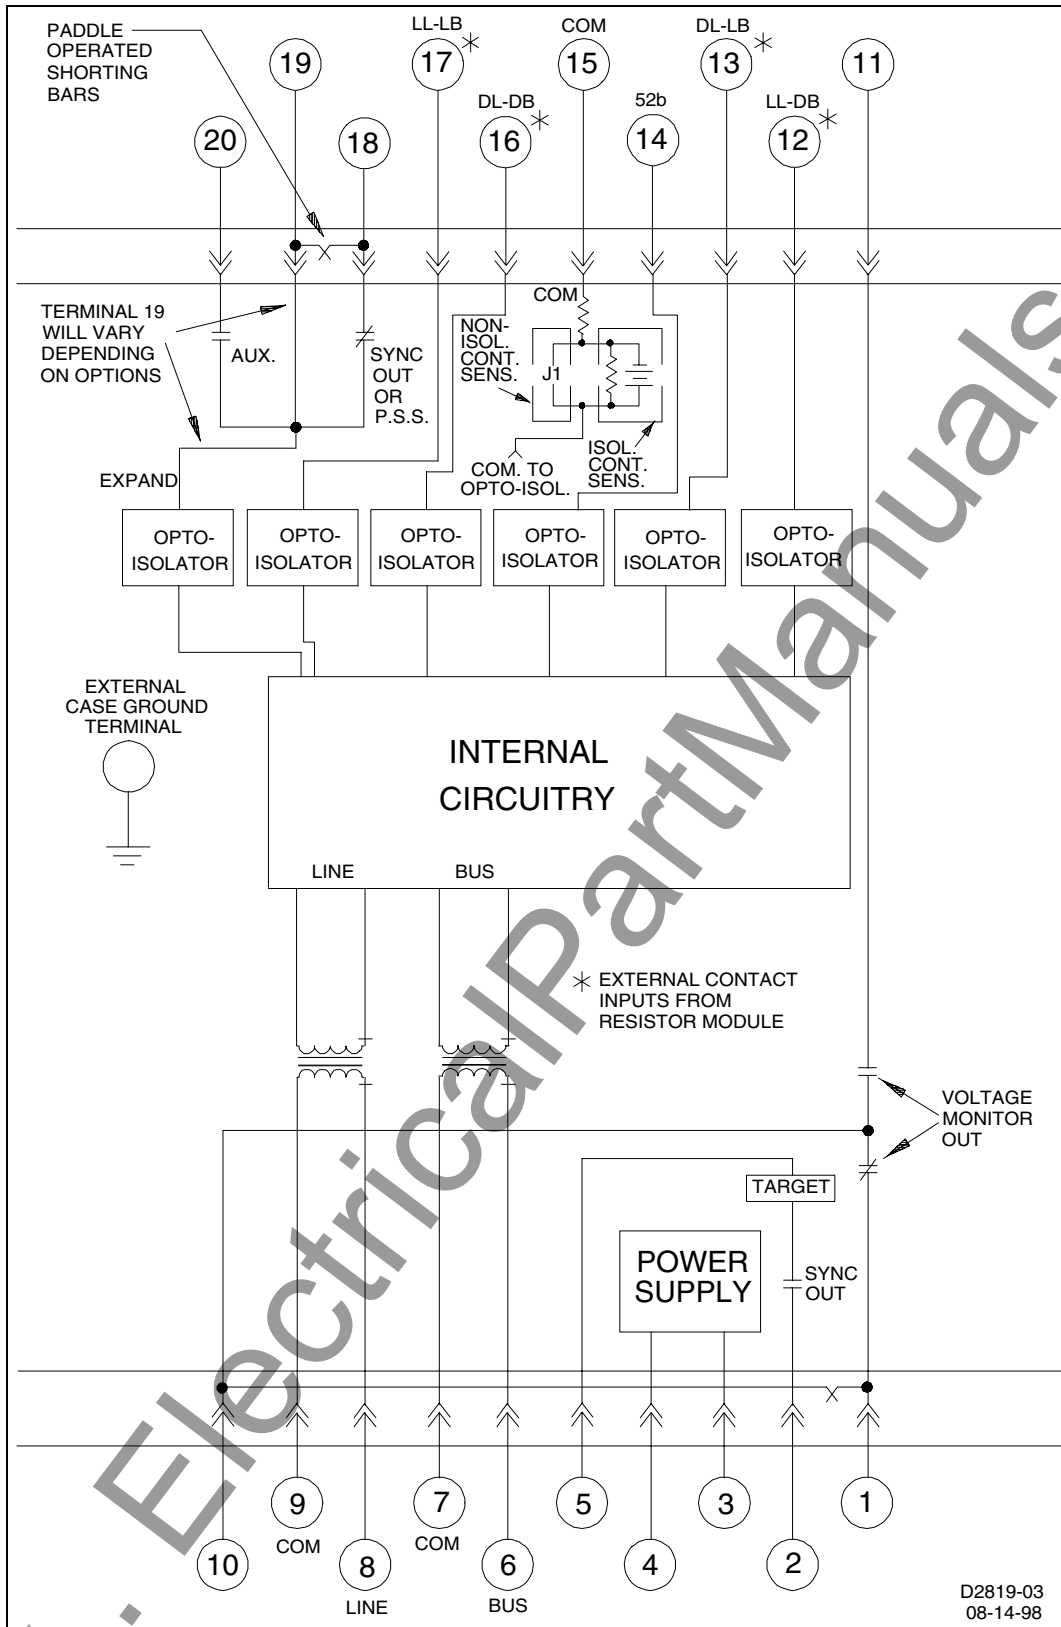 PADDLE
OPERATED
SHORTING
BARS
LL-LB
COM
DL-LB
19
17
15
13
11
DL-DB
52b
LL-DB
20
18
16
14
12
TERMINAL 19
WILL VARY
DEPENDING
ON OPTIONS
AUX.
SYNC
OUT
OR
P.S.S.
COM
NON-
ISOL.
CONT.
SENS.
J1
ISOL.
CONT.
SENS.
COM. TO
OPTO-ISOL.
EXPAND
OPTO-
ISOLATOR
OPTO-
ISOLATOR
OPTO-
ISOLATOR
OPTO-
ISOLATOR
OPTO-
ISOLATOR
OPTO-
ISOLATOR
EXTERNAL
CASE GROUND
TERMINAL
INTERNAL
CIRCUITRY
LINE
BUS
EXTERNAL CONTACT
INPUTS FROM
RESISTOR MODULE
VOLTAGE
MONITOR
OUT
TARGET
POWER
SUPPLY
SYNC
OUT
9
7
5
3
1
COM
COM
10
8
6
4
2
LINE
BUS
D2819-03
08-14-98
. ElectricalPartManuals